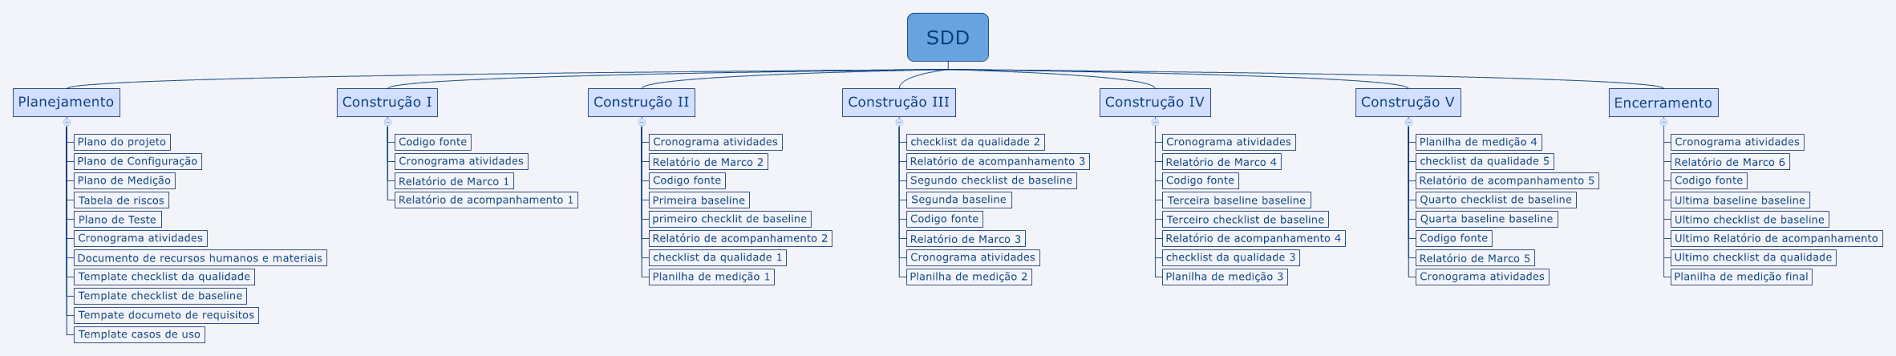 SDD
Planejamento
Plano do projeto
Plano de Configuração
Plano de Medição
Tabela de riscos
Plano de Teste
Cronograma atividades
Documento de recursos humanos e materiais
Template checklist da qualidade
Template checklist de baseline
Tempate documeto de requisitos
Template casos de uso
Construção I
Codigo fonte
Cronograma atividades
Relatório de Marco 1
Relatório de acompanhamento 1
Construção II
Cronograma atividades
Relatório de Marco 2
Codigo fonte
Primeira baseline
primeiro checklit de baseline
Relatório de acompanhamento 2
checklist da qualidade 1
Planilha de medição 1
Construção III
checklist da qualidade 2
Relatório de acompanhamento 3
Segundo checklist de baseline
Segunda baseline
Codigo fonte
Relatório de Marco 3
Cronograma atividades
Planilha de medição 2
Construção IV
Cronograma atividades
Relatório de Marco 4
Codigo fonte
Terceira baseline baseline
Terceiro checklist de baseline
Relatório de acompanhamento 4
checklist da qualidade 3
Planilha de medição 3
Construção V
Planilha de medição 4
checklist da qualidade 5
Relatório de acompanhamento 5
Quarto checklist de baseline
Quarta baseline baseline
Codigo fonte
Relatório de Marco 5
Cronograma atividades
Encerramento
Cronograma atividades
Relatório de Marco 6
Codigo fonte
Ultima baseline baseline
Ultimo checklist de baseline
Ultimo Relatório de acompanhamento
Ultimo checklist da qualidade
Planilha de medição final